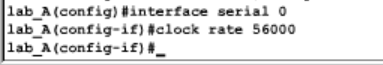 lab_A(config)#interface serial 0
lab_A(config-if)#clock rate 56000
lab_A(config-if)#_